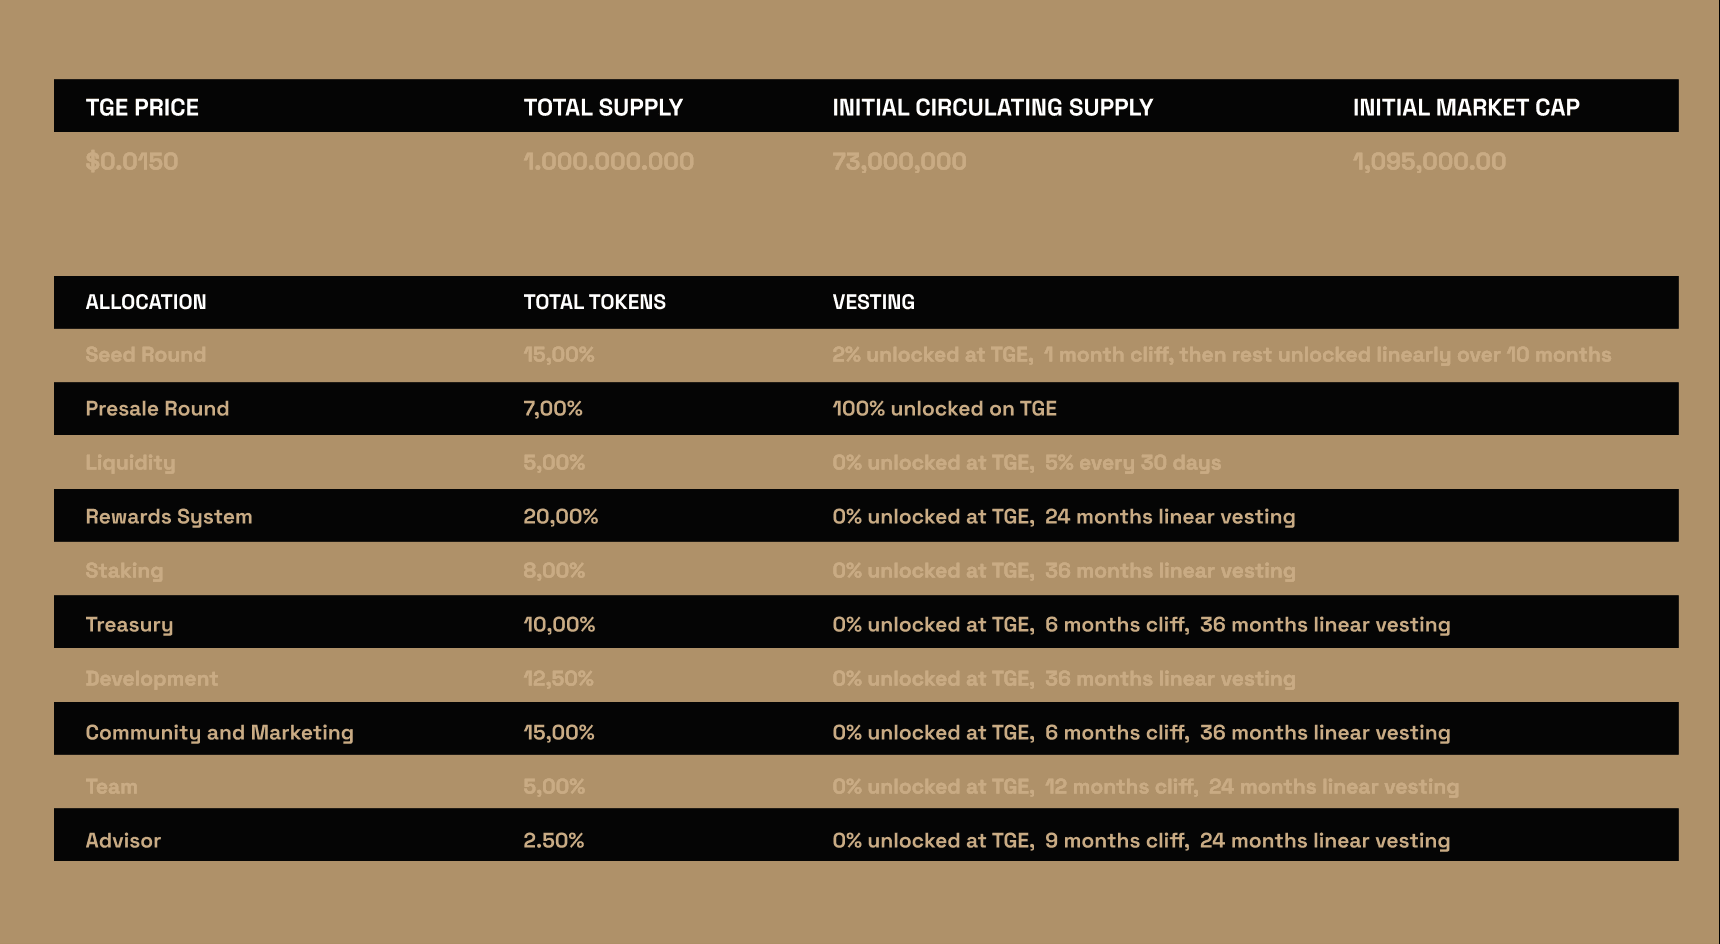 TGE PRICE TOTAL SUPPLY INITIAL CIRCULATING SUPPLY INITIAL MARKET CAP
$0.0150 1.000.000.000 73,000,000 1,095,000.00
ALLOCATION TOTAL TOKENS VESTING
Seed Round 15,00% 2% unlocked at TGE, 1 month cliff, then rest unlocked linearly over 10 months
Presale Round 7,00% 100% unlocked on TGE
Liquidity 5,00% 0% unlocked at TGE, 5% every 30 days
Rewards System 20,00% 0% unlocked at TGE, 24 months linear vesting
Staking 8,00% 0% unlocked at TGE, 36 months linear vesting
Treasury 10,00% 0% unlocked at TGE, 6 months cliff, 36 months linear vesting
Development 12,50% 0% unlocked at TGE, 36 months linear vesting
Community and Marketing 15,00% 0% unlocked at TGE, 6 months cliff, 36 months linear vesting
Team 5,00% 0% unlocked at TGE, 12 months cliff, 24 months linear vesting
Advisor 2.50% 0% unlocked at TGE, 9 months cliff, 24 months linear vesting